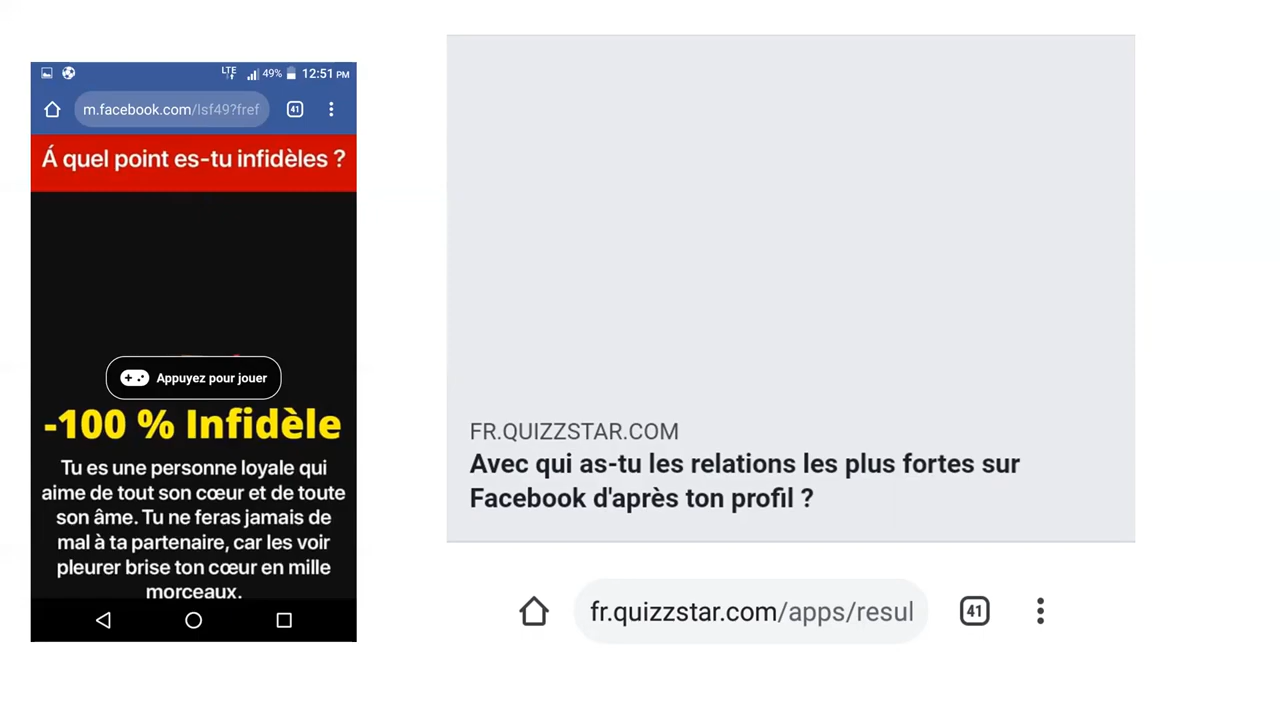 LTE 49% 12:51 PM
m.facebook.com/lsf49?fref 41
Á quel point es-tu infidèles ?
Appuyez pour jouer
-100 % Infidèle
Tu es une personne loyale qui
aime de tout son cœur et de toute
son âme. Tu ne feras jamais de
mal à ta partenaire, car les voir
pleurer brise ton cœur en mille
morceaux.
FR.QUIZZSTAR.COM
Avec qui as-tu les relations les plus fortes sur
Facebook d'après ton profil ?
fr.quizzstar.com/apps/resul 41